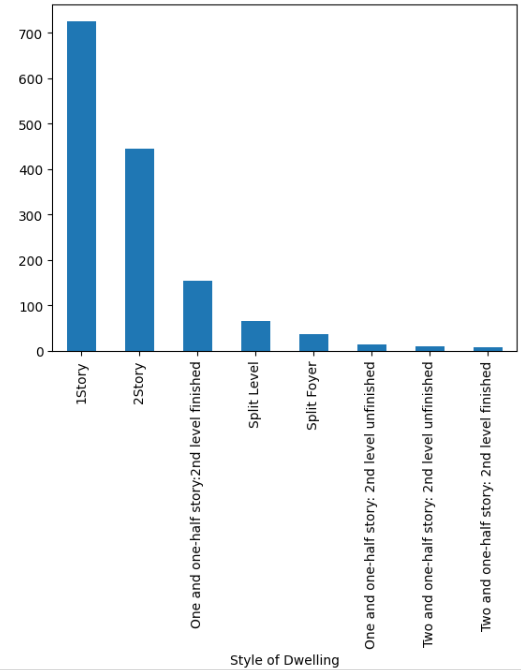 700
600
500
400
300
200
100
0
1Story
2Story
One and one-half story:2nd level finished
Split Level
Split Foyer
One and one-half story: 2nd level unfinished
Two and one-half story: 2nd level unfinished
Two and one-half story: 2nd level finished
Style of Dwelling